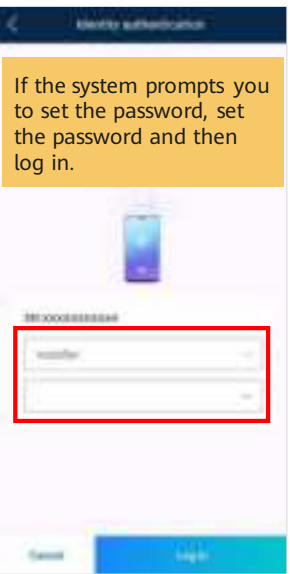 Identity authentication
If the system prompts you
to set the password, set
the password and then
log in.
installer
Cancel
Log in